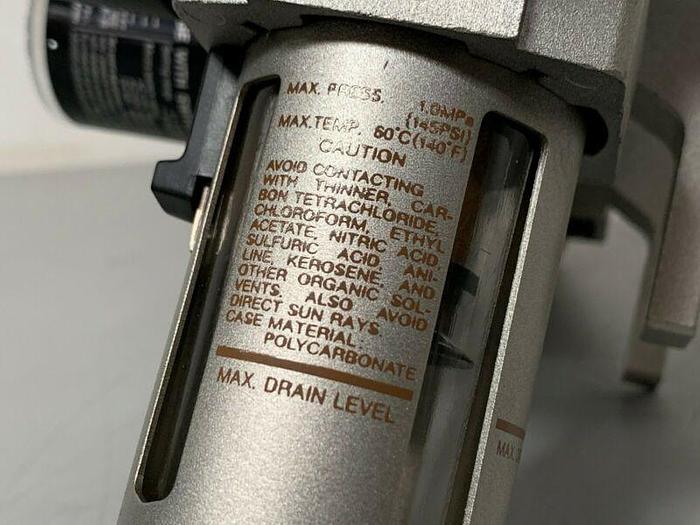 MAX. PRESS. 1.0MPa
(145PSI)
MAX. TEMP. 60°C(140°F)
CAUTION
AVOID CONTACTING
WITH THINNER, CAR-
BON TETRACHLORIDE,
CHLOROFORM, ETHYL
ACETATE, NITRIC ACID,
SULFURIC ACID, ANI-
LINE KEROSENE, AND
OTHER ORGANIC SOL-
VENTS. ALSO AVOID
DIRECT SUN RAYS
CASE MATERIAL:
POLYCARBONATE
MAX. DRAIN LEVEL
MAX.